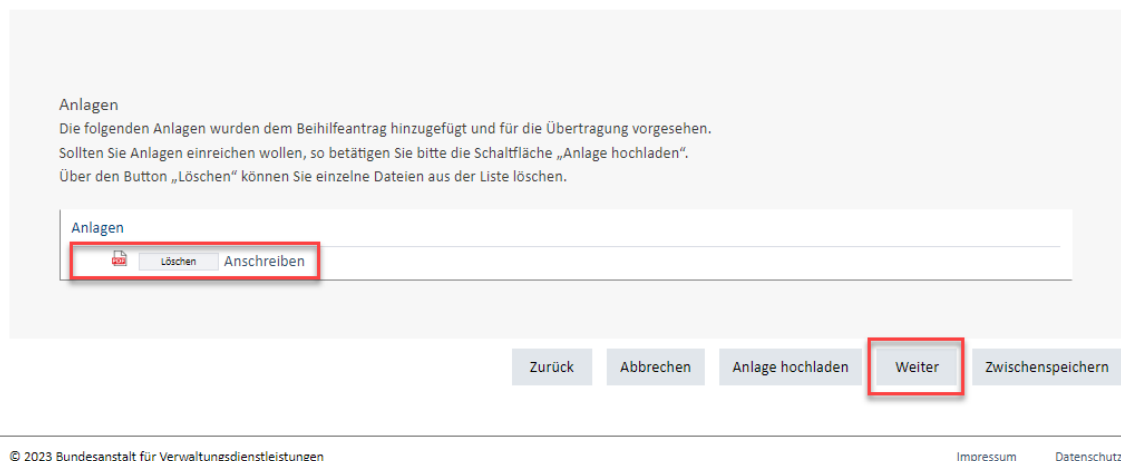 Anlagen
Die folgenden Anlagen wurden dem Beihilfeantrag hinzugefügt und für die Übertragung vorgesehen.
Sollten Sie Anlagen einreichen wollen, so betätigen Sie bitte die Schaltfläche „Anlage hochladen“.
Über den Button „Löschen“ können Sie einzelne Dateien aus der Liste löschen.
Anlagen
PDF Löschen Anschreiben
Zurück Abbrechen Anlage hochladen Weiter Zwischenspeichern
© 2023 Bundesanstalt für Verwaltungsdienstleistungen Impressum Datenschutz